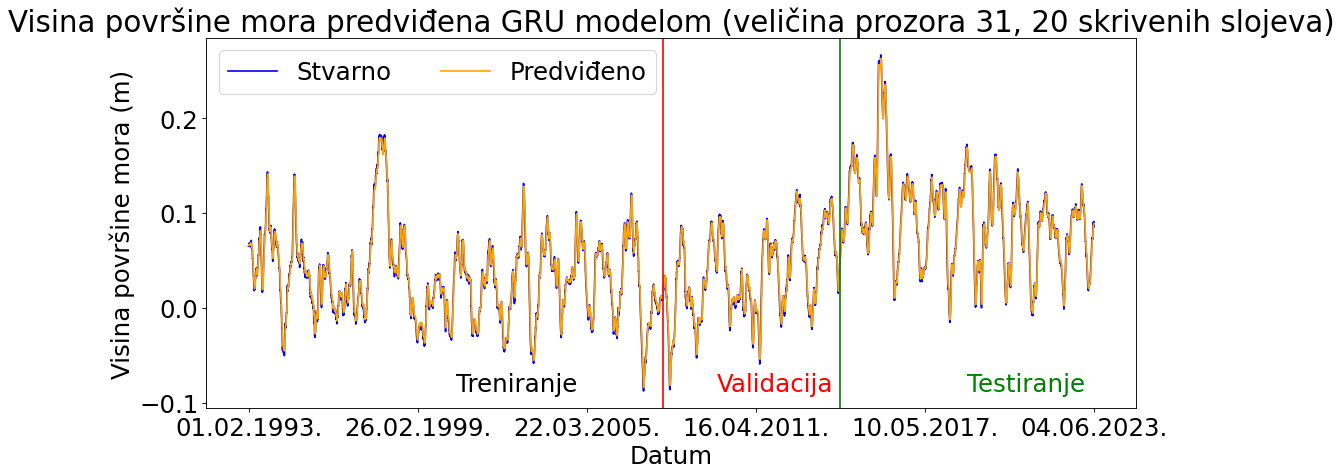 Visina površine mora predviđena GRU modelom (veličina prozora 31, 20 skrivenih slojeva)
Stvarno
Predviđeno
Visina površine mora (m)
0.2
0.1
0.0
−0.1
Treniranje
Validacija
Testiranje
01.02.1993.
26.02.1999.
22.03.2005.
16.04.2011.
10.05.2017.
04.06.2023.
Datum